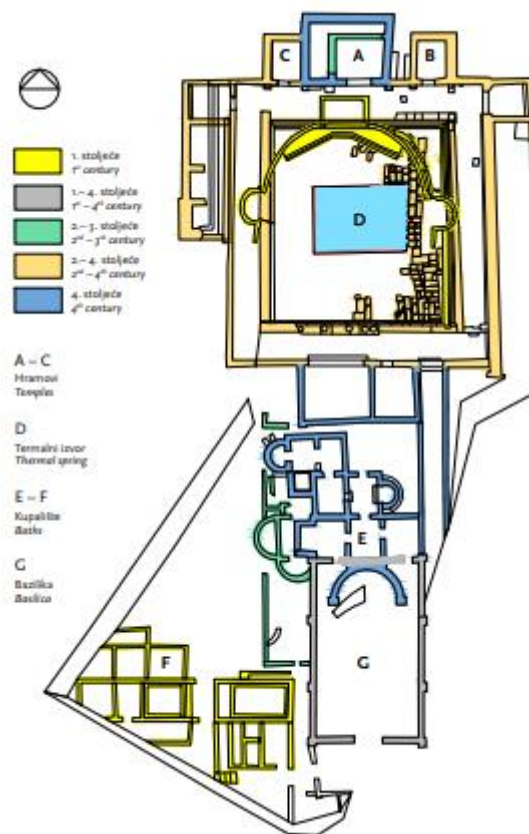 C
A
B
1. stoljeće
1st century
1. – 4. stoljeće
1st – 4th century
2. – 3. stoljeće
2nd – 3rd century
2. – 4. stoljeće
2nd – 4th century
4. stoljeće
4th century
D
A – C
Hramovi
Temples
D
Termalni izvor
Thermal spring
E – F
Kupalište
Baths
G
Bazilika
Basilica
E
F
G